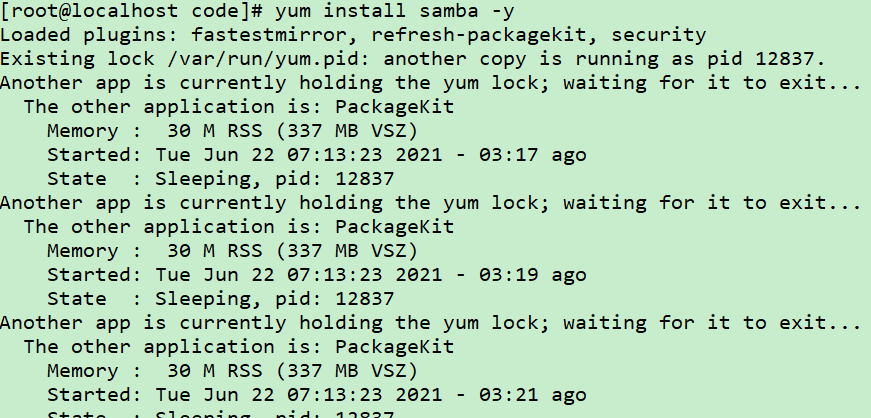 [root@localhost code]# yum install samba -y
Loaded plugins: fastestmirror, refresh-packagekit, security
Existing lock /var/run/yum.pid: another copy is running as pid 12837.
Another app is currently holding the yum lock; waiting for it to exit...
  The other application is: PackageKit
    Memory :  30 M RSS (337 MB VSZ)
    Started: Tue Jun 22 07:13:23 2021 - 03:17 ago
    State  : Sleeping, pid: 12837
Another app is currently holding the yum lock; waiting for it to exit...
  The other application is: PackageKit
    Memory :  30 M RSS (337 MB VSZ)
    Started: Tue Jun 22 07:13:23 2021 - 03:19 ago
    State  : Sleeping, pid: 12837
Another app is currently holding the yum lock; waiting for it to exit...
  The other application is: PackageKit
    Memory :  30 M RSS (337 MB VSZ)
    Started: Tue Jun 22 07:13:23 2021 - 03:21 ago
    State  : Sleeping, pid: 12837